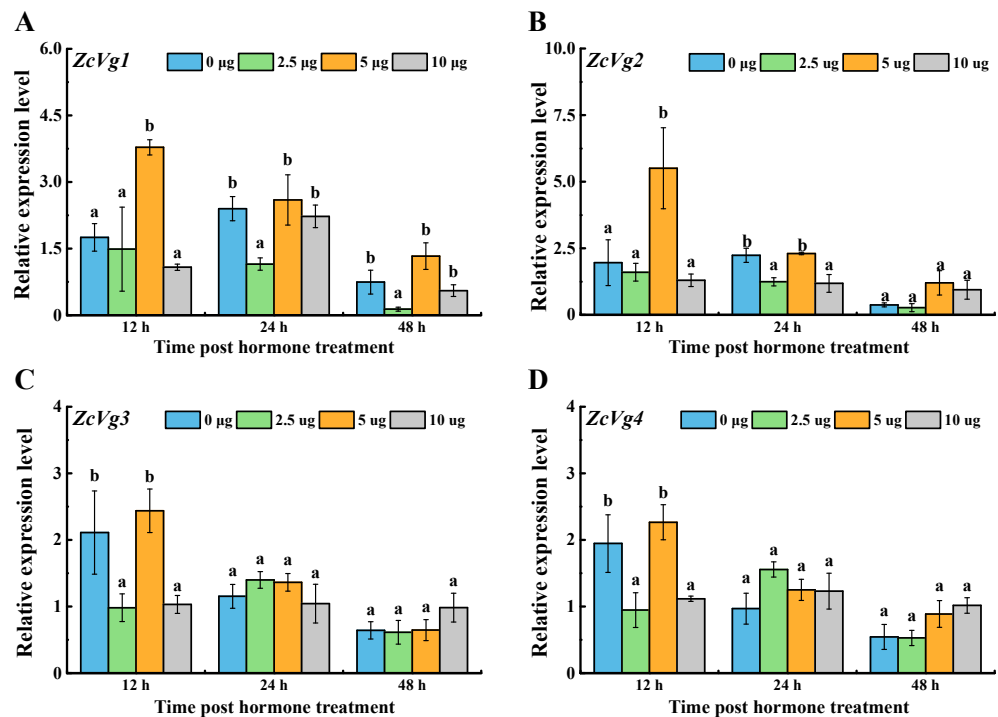 A
ZcVg1
0 μg 2.5 μg 5 μg 10 μg
6.0
4.5
3.0
1.5
0
Relative expression level
a a b a
b a b b
b a b b
12 h 24 h 48 h
Time post hormone treatment
B
ZcVg2
0 μg 2.5 ug 5 ug 10 ug
10.0
7.5
5.0
2.5
0
Relative expression level
a a b a
b a b a
a a a a
12 h 24 h 48 h
Time post hormone treatment
C
ZcVg3
0 μg 2.5 ug 5 ug 10 ug
4
3
2
1
0
Relative expression level
b a b a
a a a a
a a a a
12 h 24 h 48 h
Time post hormone treatment
D
ZcVg4
0 μg 2.5 ug 5 ug 10 ug
4
3
2
1
0
Relative expression level
b a b a
a a a a
a a a a
12 h 24 h 48 h
Time post hormone treatment